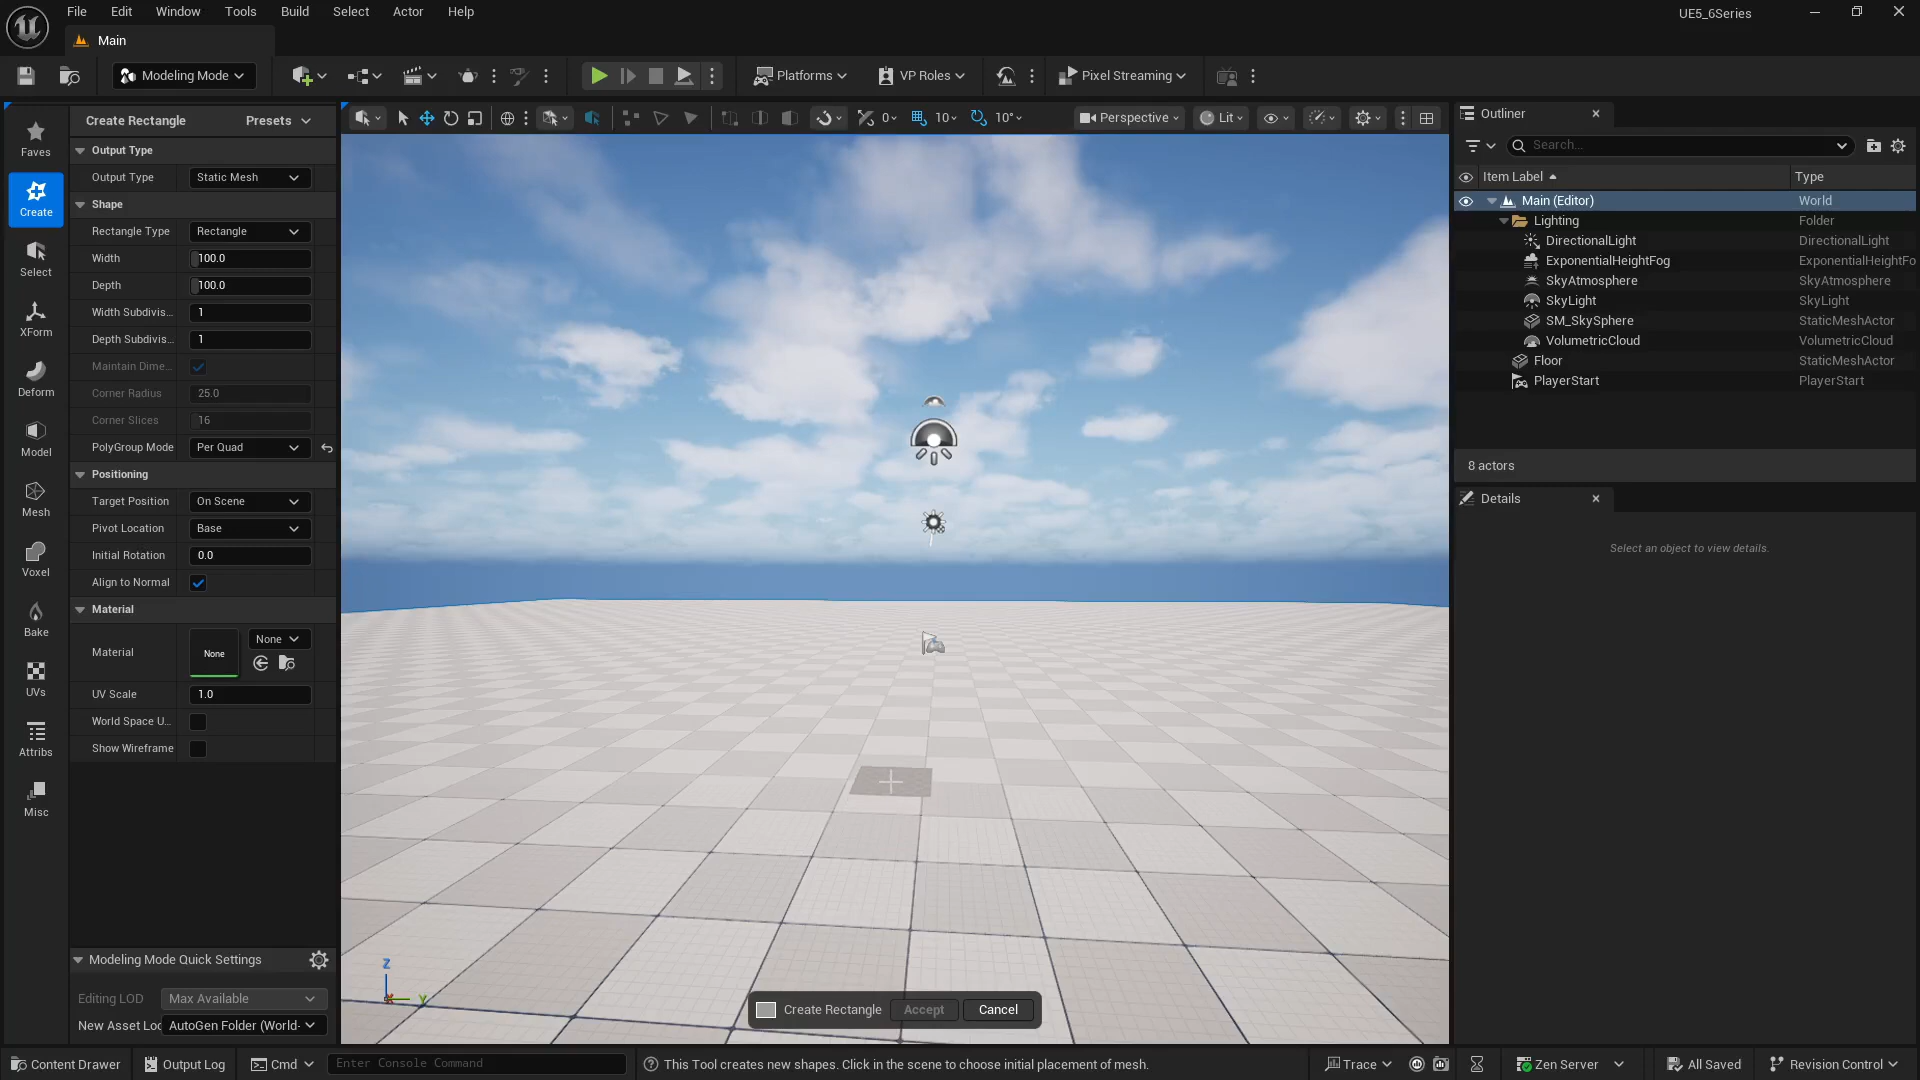 File Edit Window Tools Build Select Actor Help
UE5_6Series
Main
Modeling Mode
Platforms
VP Roles
Pixel Streaming
Create Rectangle
Presets
0
10
10°
Perspective
Lit
Outliner
Search...
Item Label
Type
Main (Editor) World
Lighting Folder
DirectionalLight DirectionalLight
ExponentialHeightFog ExponentialHeightFo
SkyAtmosphere SkyAtmosphere
SkyLight SkyLight
SM_SkySphere StaticMeshActor
VolumetricCloud VolumetricCloud
Floor StaticMeshActor
PlayerStart PlayerStart
8 actors
Details
Select an object to view details.
Faves
Create
Select
XForm
Deform
Model
Mesh
Voxel
Bake
UVs
Attribs
Misc
Output Type
Output Type Static Mesh
Shape
Rectangle Type Rectangle
Width 100.0
Depth 100.0
Width Subdivis... 1
Depth Subdivis... 1
Maintain Dime...
Corner Radius 25.0
Corner Slices 16
PolyGroup Mode Per Quad
Positioning
Target Position On Scene
Pivot Location Base
Initial Rotation 0.0
Align to Normal
Material
Material None None
UV Scale 1.0
World Space U...
Show Wireframe
Modeling Mode Quick Settings
Editing LOD Max Available
New Asset Loc AutoGen Folder (World-
Z
Y
Create Rectangle Accept Cancel
Content Drawer
Output Log
Cmd
Enter Console Command
This Tool creates new shapes. Click in the scene to choose initial placement of mesh.
Trace
Zen Server
All Saved
Revision Control